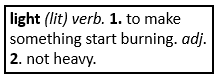 light (lit) verb. 1. to make
something start burning. adj.
2. not heavy.